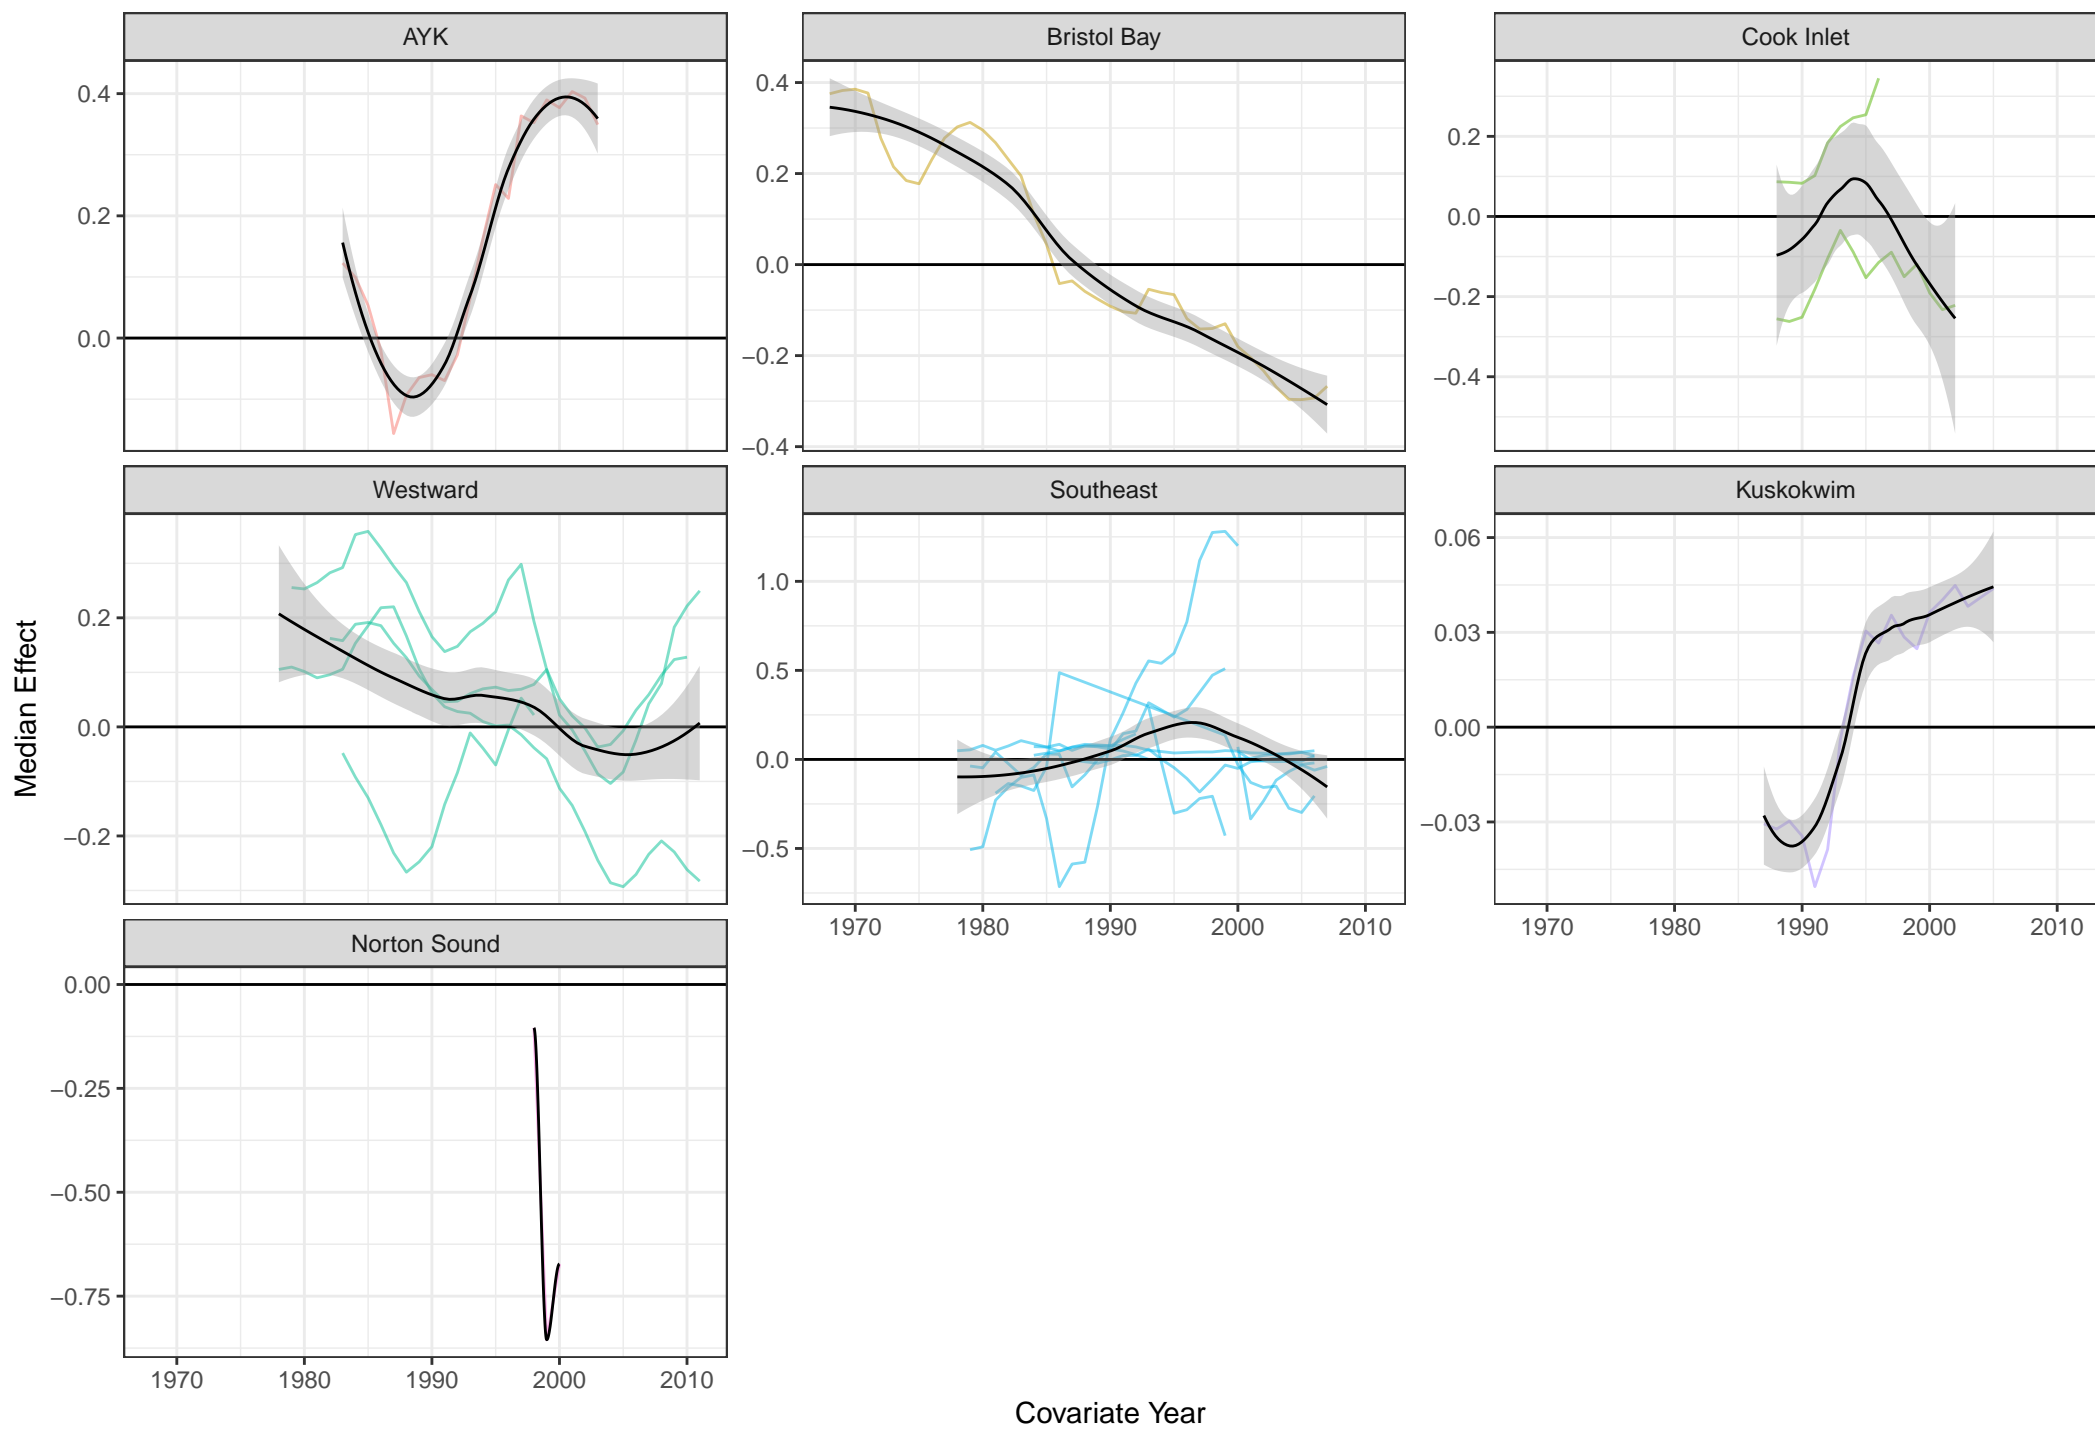 AYK
Bristol Bay
Cook Inlet
0.4
0.2
0.0
0.4
0.2
0.0
−0.2
−0.4
0.2
0.0
−0.2
−0.4
Westward
Southeast
Kuskokwim
0.2
0.0
−0.2
1.0
0.5
0.0
−0.5
0.06
0.03
0.00
−0.03
1970 1980 1990 2000 2010
1970 1980 1990 2000 2010
Norton Sound
0.00
−0.25
−0.50
−0.75
1970 1980 1990 2000 2010
Median Effect
Covariate Year